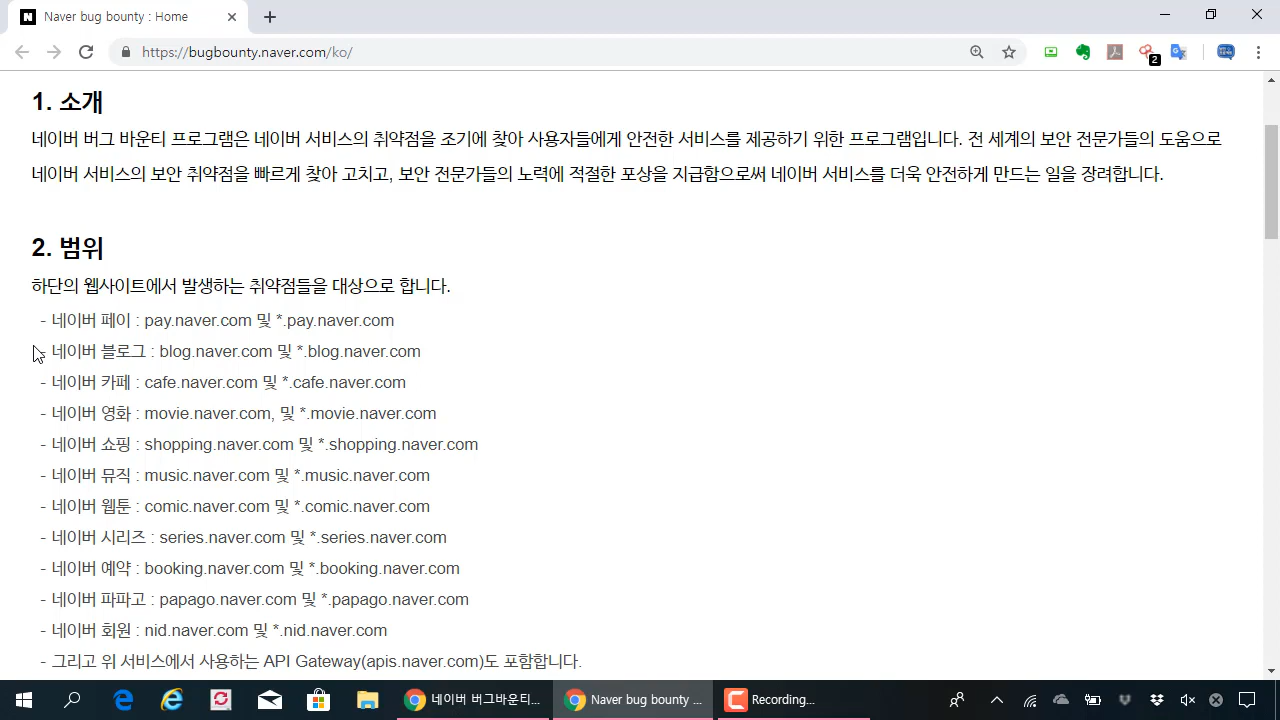 Naver bug bounty : Home
https://bugbounty.naver.com/ko/
2
1. 소개
네이버 버그 바운티 프로그램은 네이버 서비스의 취약점을 조기에 찾아 사용자들에게 안전한 서비스를 제공하기 위한 프로그램입니다. 전 세계의 보안 전문가들의 도움으로
네이버 서비스의 보안 취약점을 빠르게 찾아 고치고, 보안 전문가들의 노력에 적절한 포상을 지급함으로써 네이버 서비스를 더욱 안전하게 만드는 일을 장려합니다.
2. 범위
하단의 웹사이트에서 발생하는 취약점들을 대상으로 합니다.
- 네이버 페이 : pay.naver.com 및 *.pay.naver.com
- 네이버 블로그 : blog.naver.com 및 *.blog.naver.com
- 네이버 카페 : cafe.naver.com 및 *.cafe.naver.com
- 네이버 영화 : movie.naver.com, 및 *.movie.naver.com
- 네이버 쇼핑 : shopping.naver.com 및 *.shopping.naver.com
- 네이버 뮤직 : music.naver.com 및 *.music.naver.com
- 네이버 웹툰 : comic.naver.com 및 *.comic.naver.com
- 네이버 시리즈 : series.naver.com 및 *.series.naver.com
- 네이버 예약 : booking.naver.com 및 *.booking.naver.com
- 네이버 파파고 : papago.naver.com 및 *.papago.naver.com
- 네이버 회원 : nid.naver.com 및 *.nid.naver.com
- 그리고 위 서비스에서 사용하는 API Gateway(apis.naver.com)도 포함합니다.
네이버 버그바운티... Naver bug bounty ... Recording...